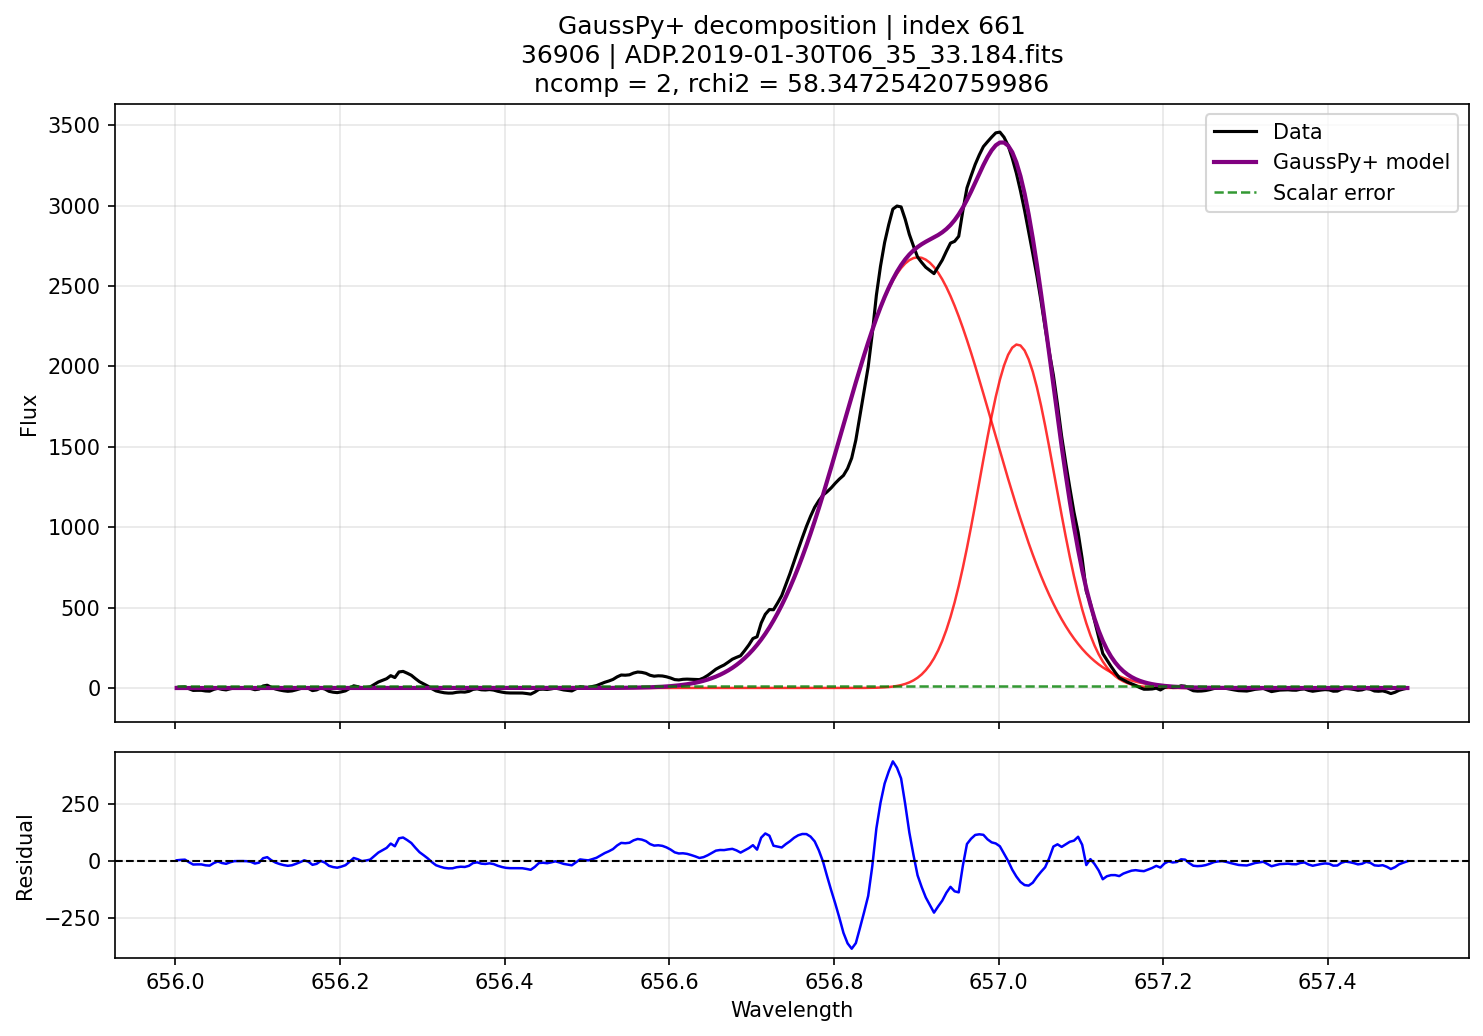 GaussPy+ decomposition | index 661
36906 | ADP.2019-01-30T06_35_33.184.fits
ncomp = 2, rchi2 = 58.34725420759986
Data
GaussPy+ model
Scalar error
3500
3000
2500
2000
1500
1000
500
0
Flux
250
0
−250
Residual
656.0
656.2
656.4
656.6
656.8
657.0
657.2
657.4
Wavelength